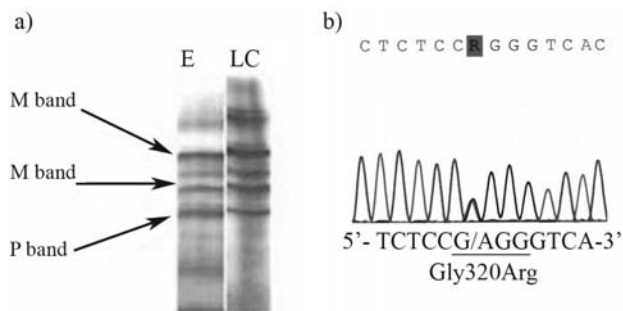 a)
E LC
M band
M band
P band
b)
C T C T C C R G G G T C A C
5’- TCTCCG/AGGGTCA-3’
Gly320Arg